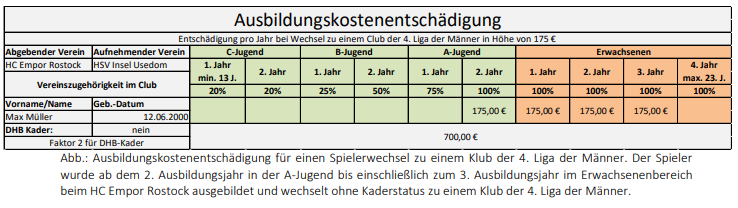 Ausbildungskostenentschädigung
Entschädigung pro Jahr bei Wechsel zu einem Club der 4. Liga der Männer in Höhe von 175 €
Abgebender Verein Aufnehmender Verein C-Jugend B-Jugend A-Jugend Erwachsenen
HC Empor Rostock HSV Insel Usedom 1. Jahr min. 13 J. 2. Jahr 1. Jahr 2. Jahr 1. Jahr 2. Jahr 1. Jahr 2. Jahr 3. Jahr 4. Jahr max. 23. J.
Vereinszugehörigkeit im Club 20% 20% 25% 50% 75% 100% 100% 100% 100% 100%
Vorname/Name Geb.-Datum 175,00 € 175,00 € 175,00 € 175,00 €
Max Müller 12.06.2000
DHB Kader: nein 700,00 €
Faktor 2 für DHB-Kader
Abb.: Ausbildungskostenentschädigung für einen Spielerwechsel zu einem Klub der 4. Liga der Männer. Der Spieler
wurde ab dem 2. Ausbildungsjahr in der A-Jugend bis einschließlich zum 3. Ausbildungsjahr im Erwachsenenbereich
beim HC Empor Rostock ausgebildet und wechselt ohne Kaderstatus zu einem Klub der 4. Liga der Männer.